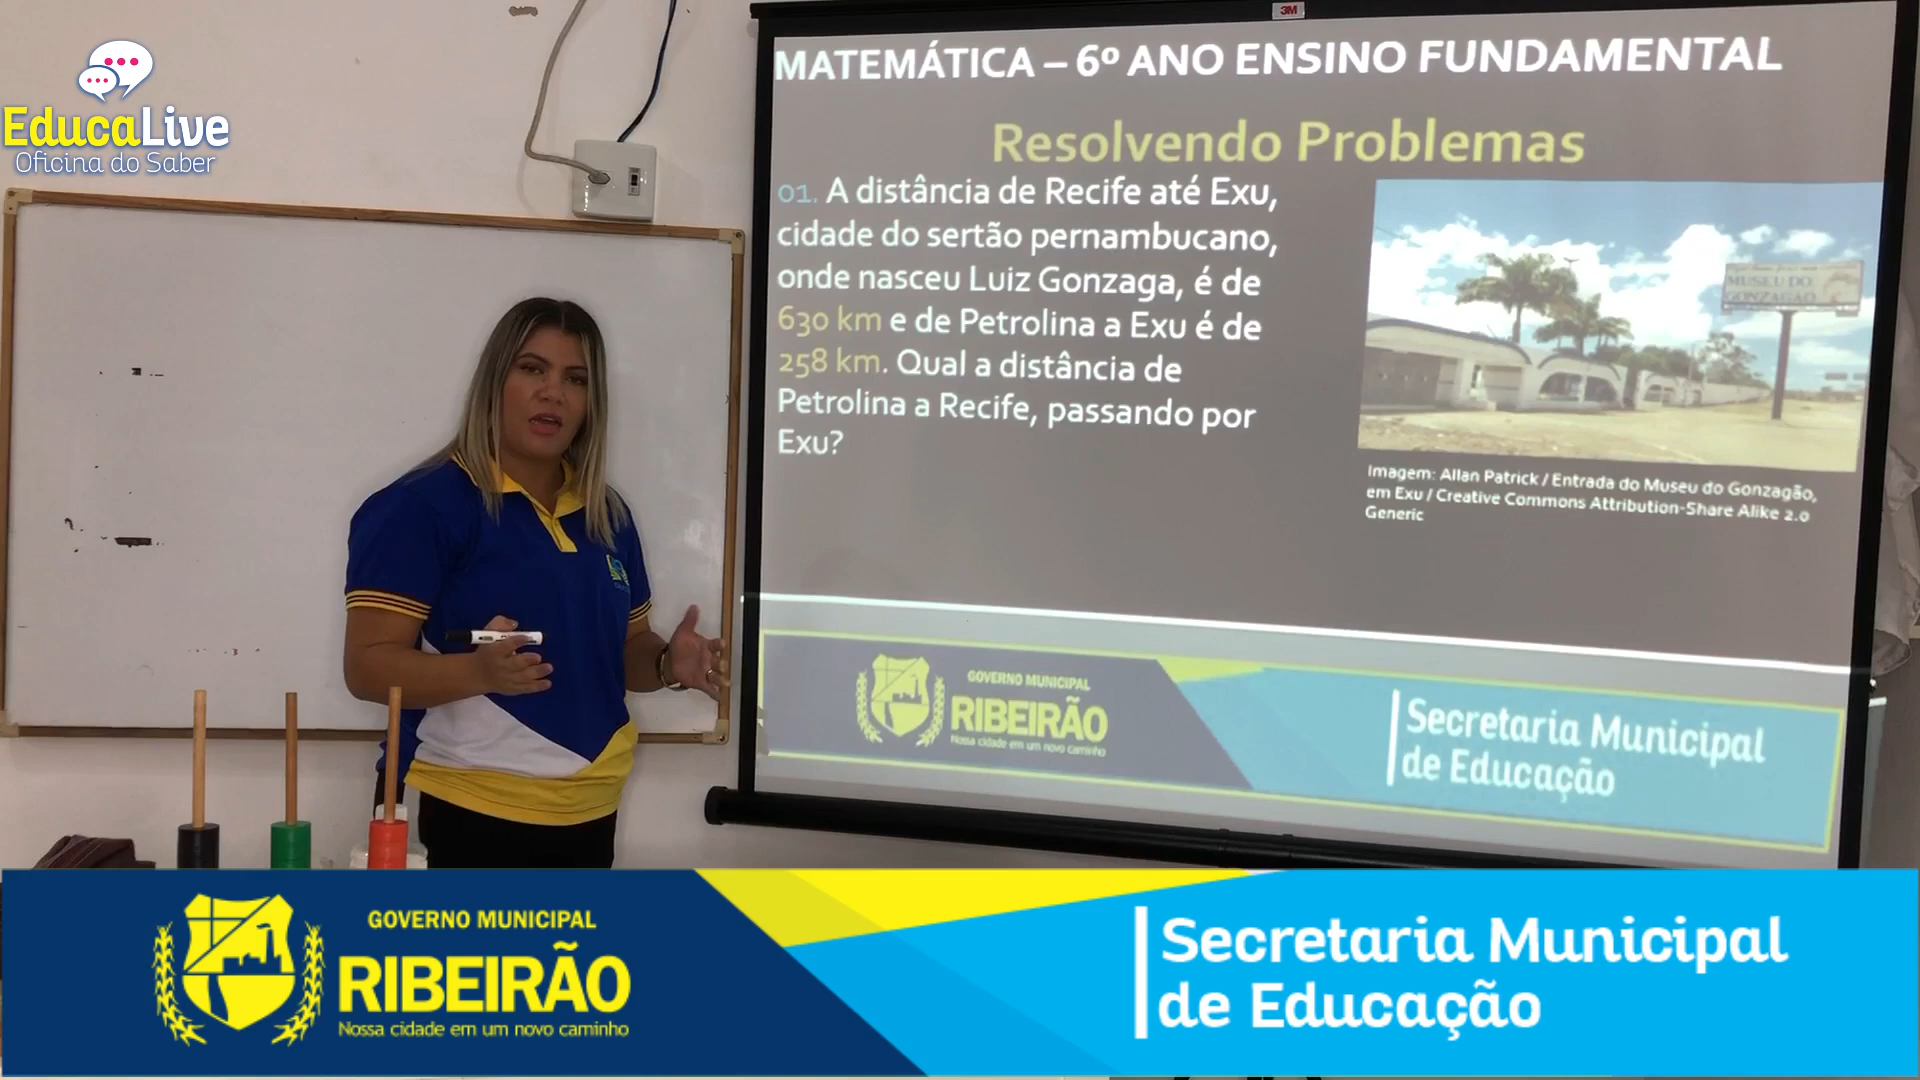 EducaLive
Oficina do Saber
3M
MATEMÁTICA – 6º ANO ENSINO FUNDAMENTAL
Resolvendo Problemas
01. A distância de Recife até Exu,
cidade do sertão pernambucano,
onde nasceu Luiz Gonzaga, é de
630 km e de Petrolina a Exu é de
258 km. Qual a distância de
Petrolina a Recife, passando por
Exu?
MUSEU DO
GONZAGÃO
Imagem: Allan Patrick / Entrada do Museu do Gonzagão,
em Exu / Creative Commons Attribution-Share Alike 2.0
Generic
GOVERNO MUNICIPAL
RIBEIRÃO
Nossa cidade em um novo caminho
Secretaria Municipal
de Educação
GOVERNO MUNICIPAL
RIBEIRÃO
Nossa cidade em um novo caminho
Secretaria Municipal
de Educação